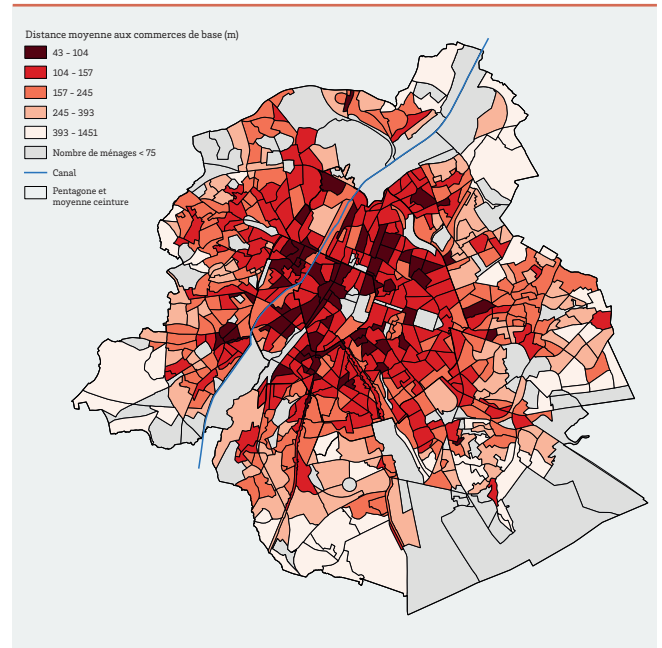 Distance moyenne aux commerces de base (m)
43 - 104
104 - 157
157 - 245
245 - 393
393 - 1451
Nombre de ménages < 75
Canal
Pentagone et
moyenne ceinture